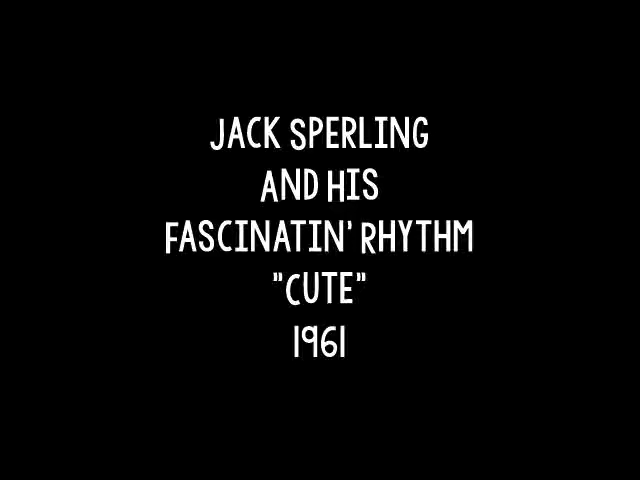 JACK SPERLING
AND HIS
FASCINATIN' RHYTHM
"CUTE"
1961